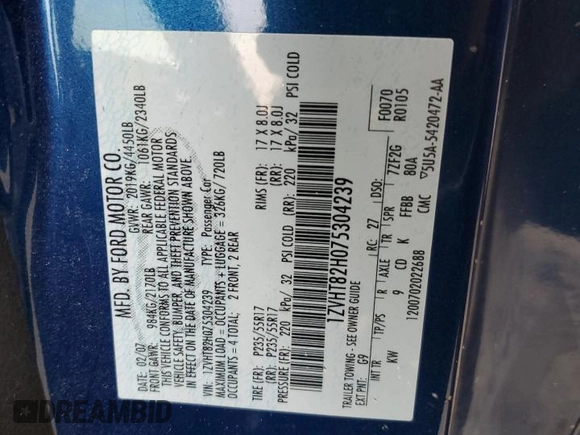 MFD. BY FORD MOTOR CO.
02/07 GVWR: 2019KG/4450LB
FRONT GAWR: 984KG/2170LB REAR GAWR: 1061KG/2340LB
THIS VEHICLE CONFORMS TO ALL APPLICABLE FEDERAL MOTOR
VEHICLE SAFETY, BUMPER, AND THEFT PREVENTION STANDARDS
IN EFFECT ON THE DATE OF MANUFACTURE SHOWN ABOVE.
VIN: 1ZVHT82H075304239 TYPE: Passenger Car
MAXIMUM LOAD = OCCUPANTS + LUGGAGE = 326KG/720LB
OCCUPANTS = 4 TOTAL: 2 FRONT, 2 REAR
TIRE (FR): P235/55R17 RIMS (FR): 17 X 8.0J
(RR): P235/55R17 (RR): 17 X 8.0J
PRESSURE (FR): 220 kPa/ 32 PSI COLD (RR): 220 kPa/ 32 PSI COLD
1ZVHT82H075304239
TRAILER TOWING - SEE OWNER GUIDE
EXT PNT: G9 RC: 27 DSO: F0070
INT TR TP/PS R AXLE TR SPR 7ZF2G R0105
KW 9 CD K FFBB 80A
1200702022688 CMC 5U5A-5420472-AA
DREAMBID